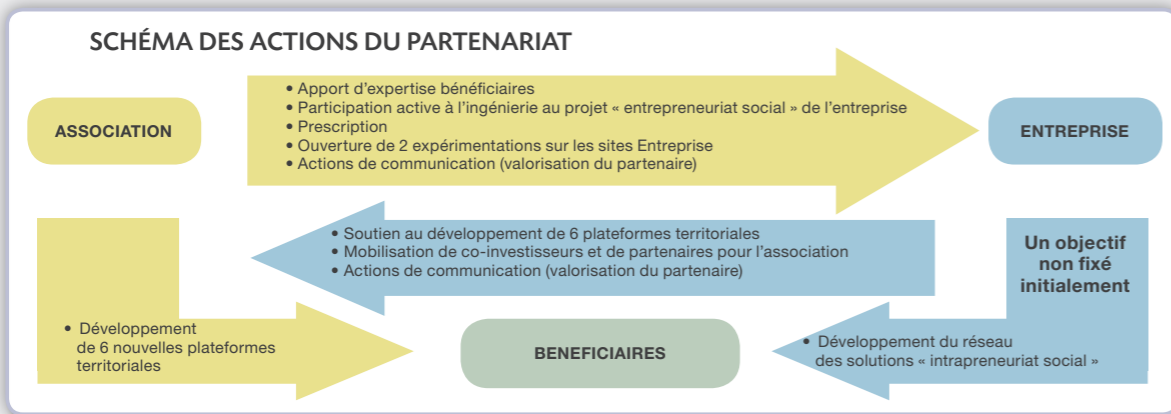 SCHÉMA DES ACTIONS DU PARTENARIAT
• Apport d'expertise bénéficiaires
• Participation active à l'ingénierie au projet « entrepreneuriat social » de l'entreprise
• Prescription
• Ouverture de 2 expérimentations sur les sites Entreprise
• Actions de communication (valorisation du partenaire)
ASSOCIATION
ENTREPRISE
• Soutien au développement de 6 plateformes territoriales
• Mobilisation de co-investisseurs et de partenaires pour l'association
• Actions de communication (valorisation du partenaire)
Un objectif
non fixé
initialement
• Développement
de 6 nouvelles plateformes
territoriales
BENEFICIAIRES
• Développement du réseau
des solutions « intrapreneuriat social »